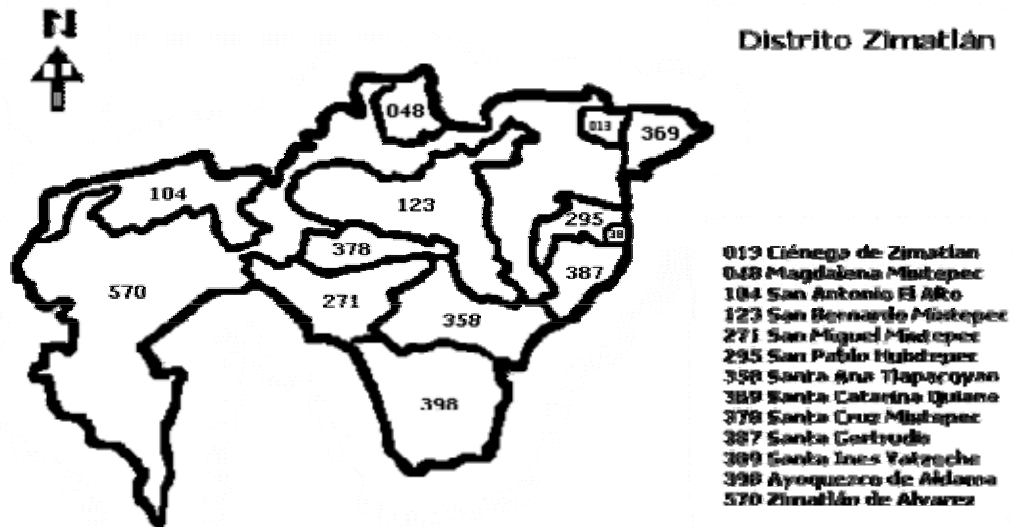 N
Distrito Zimatlán
048
013
369
104
123
295
38
378
387
570
271
358
398
013 Ciénega de Zimatlan
048 Magdalena Mixtepec
104 San Antonio El Alto
123 San Bernardo Mixtepec
271 San Miguel Mixtepec
295 San Pablo Huixtepec
358 Santa Ana Tlapacoyan
369 Santa Catarina Quiane
378 Santa Cruz Mixtepec
387 Santa Gertrudis
389 Santa Ines Yatzeche
398 Ayoquezco de Aldama
570 Zimatlán de Alvarez